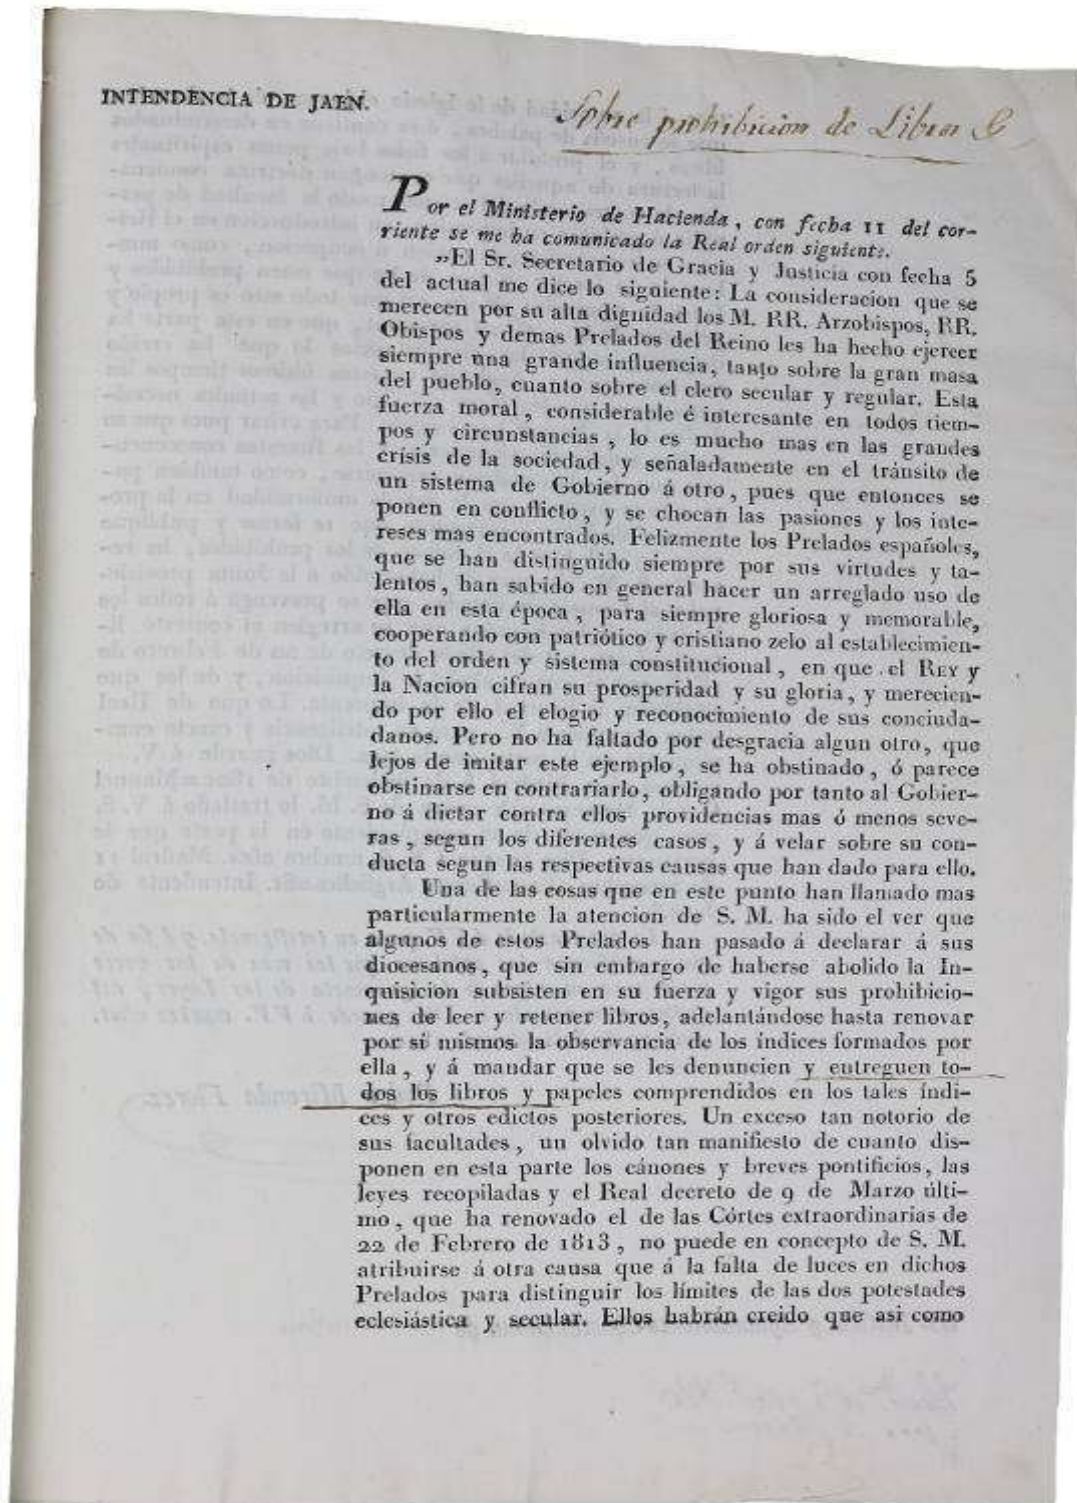 INTENDENCIA DE JAEN.
Sobre prohibicion de Libros
Por el Ministerio de Hacienda, con fecha 11 del cor-
riente se me ha comunicado la Real orden siguiente.
„El Sr. Secretario de Gracia y Justicia con fecha 5
del actual me dice lo siguiente: La consideracion que se
merecen por su alta dignidad los M. RR. Arzobispos, RR.
Obispos y demas Prelados del Reino les ha hecho ejercer
siempre una grande influencia, tanto sobre la gran masa
del pueblo, cuanto sobre el clero secular y regular. Esta
fuerza moral, considerable é interesante en todos tiem-
pos y circunstancias, lo es mucho mas en las grandes
crísis de la sociedad, y señaladamente en el tránsito de
un sistema de Gobierno á otro, pues que entonces se
ponen en conflicto, y se chocan las pasiones y los inte-
reses mas encontrados. Felizmente los Prelados españoles,
que se han distinguido siempre por sus virtudes y ta-
lentos, han sabido en general hacer un arreglado uso de
ella en esta época, para siempre gloriosa y memorable,
cooperando con patriótico y cristiano zelo al establecimien-
to del orden y sistema constitucional, en que el REY y
la Nacion cifran su prosperidad y su gloria, y merecien-
do por ello el elogio y reconocimiento de sus conciuda-
danos. Pero no ha faltado por desgracia algun otro, que
lejos de imitar este ejemplo, se ha obstinado, ó parece
obstinarse en contrariarlo, obligando por tanto al Gobier-
no á dictar contra ellos providencias mas ó menos seve-
ras, segun los diferentes casos, y á velar sobre su con-
ducta segun las respectivas causas que han dado para ello.
Una de las cosas que en este punto han llamado mas
particularmente la atencion de S. M. ha sido el ver que
algunos de estos Prelados han pasado á declarar á sus
diocesanos, que sin embargo de haberse abolido la In-
quisicion subsisten en su fuerza y vigor sus prohibicio-
nes de leer y retener libros, adelantándose hasta renovar
por sí mismos la observancia de los índices formados por
ella, y á mandar que se les denuncien y entreguen to-
dos los libros y papeles comprendidos en los tales índi-
ces y otros edictos posteriores. Un exceso tan notorio de
sus facultades, un olvido tan manifiesto de cuanto dis-
ponen en esta parte los cánones y breves pontificios, las
leyes recopiladas y el Real decreto de 9 de Marzo últi-
mo, que ha renovado el de las Córtes extraordinarias de
22 de Febrero de 1813, no puede en concepto de S. M.
atribuirse á otra causa que á la falta de luces en dichos
Prelados para distinguir los límites de las dos potestades
eclesiástica y secular. Ellos habrán creido que asi como